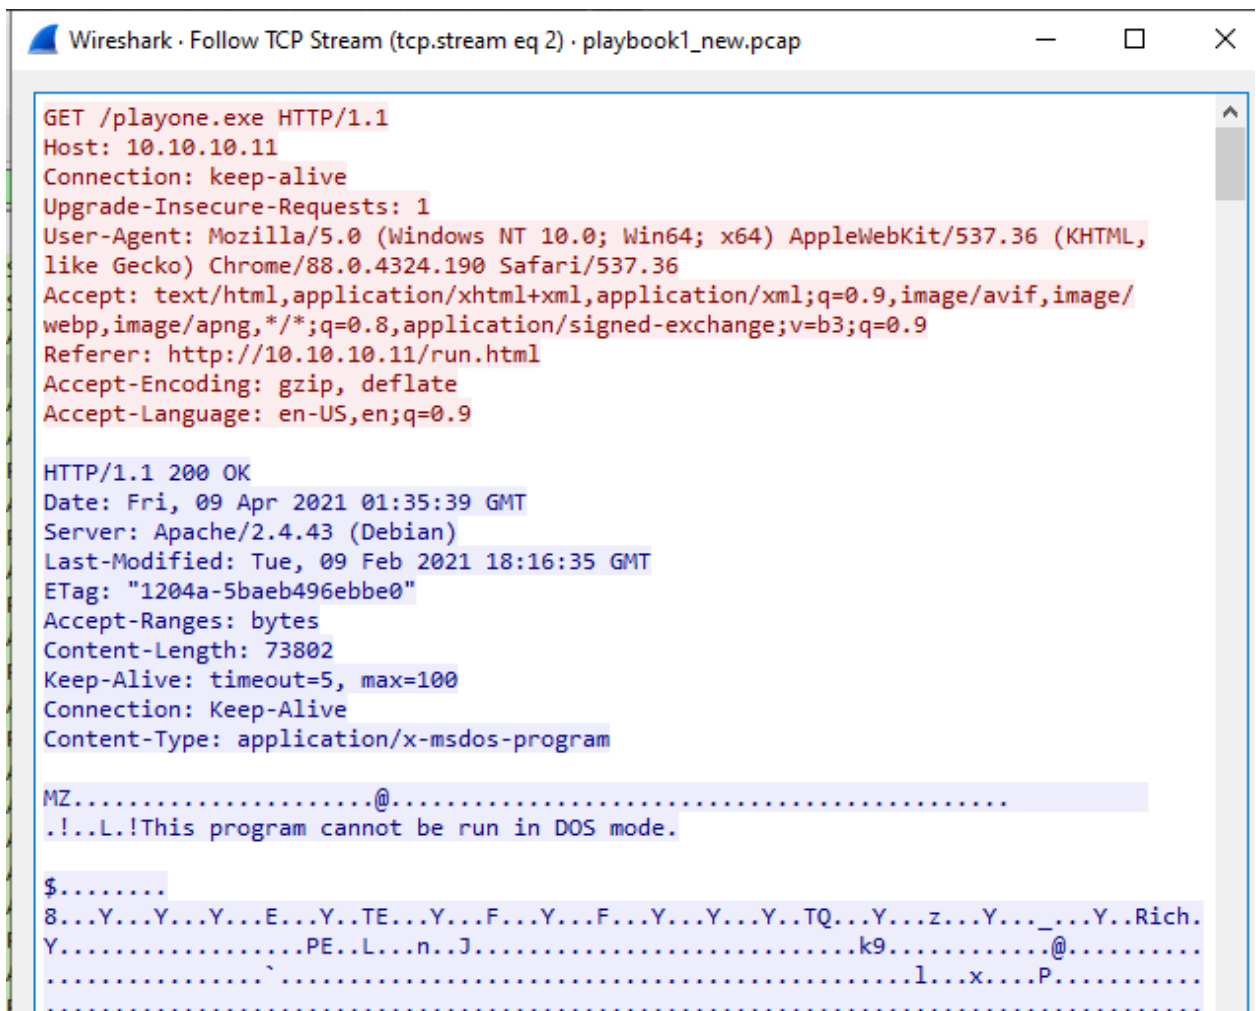 Wireshark · Follow TCP Stream (tcp.stream eq 2) · playbook1_new.pcap
GET /playone.exe HTTP/1.1
Host: 10.10.10.11
Connection: keep-alive
Upgrade-Insecure-Requests: 1
User-Agent: Mozilla/5.0 (Windows NT 10.0; Win64; x64) AppleWebKit/537.36 (KHTML,
like Gecko) Chrome/88.0.4324.190 Safari/537.36
Accept: text/html,application/xhtml+xml,application/xml;q=0.9,image/avif,image/
webp,image/apng,*/*;q=0.8,application/signed-exchange;v=b3;q=0.9
Referer: http://10.10.10.11/run.html
Accept-Encoding: gzip, deflate
Accept-Language: en-US,en;q=0.9
HTTP/1.1 200 OK
Date: Fri, 09 Apr 2021 01:35:39 GMT
Server: Apache/2.4.43 (Debian)
Last-Modified: Tue, 09 Feb 2021 18:16:35 GMT
ETag: "1204a-5baeb496ebbe0"
Accept-Ranges: bytes
Content-Length: 73802
Keep-Alive: timeout=5, max=100
Connection: Keep-Alive
Content-Type: application/x-msdos-program
MZ......................@.............................................
.!..L.!This program cannot be run in DOS mode.
$........
8...Y...Y...Y...E...Y..TE...Y...F...Y...F...Y...Y...Y..TQ...Y...z...Y..._...Y..Rich.
Y..................PE..L...n..J............................k9............@..........
................`..............................................l...x....P...........
....................................................................................